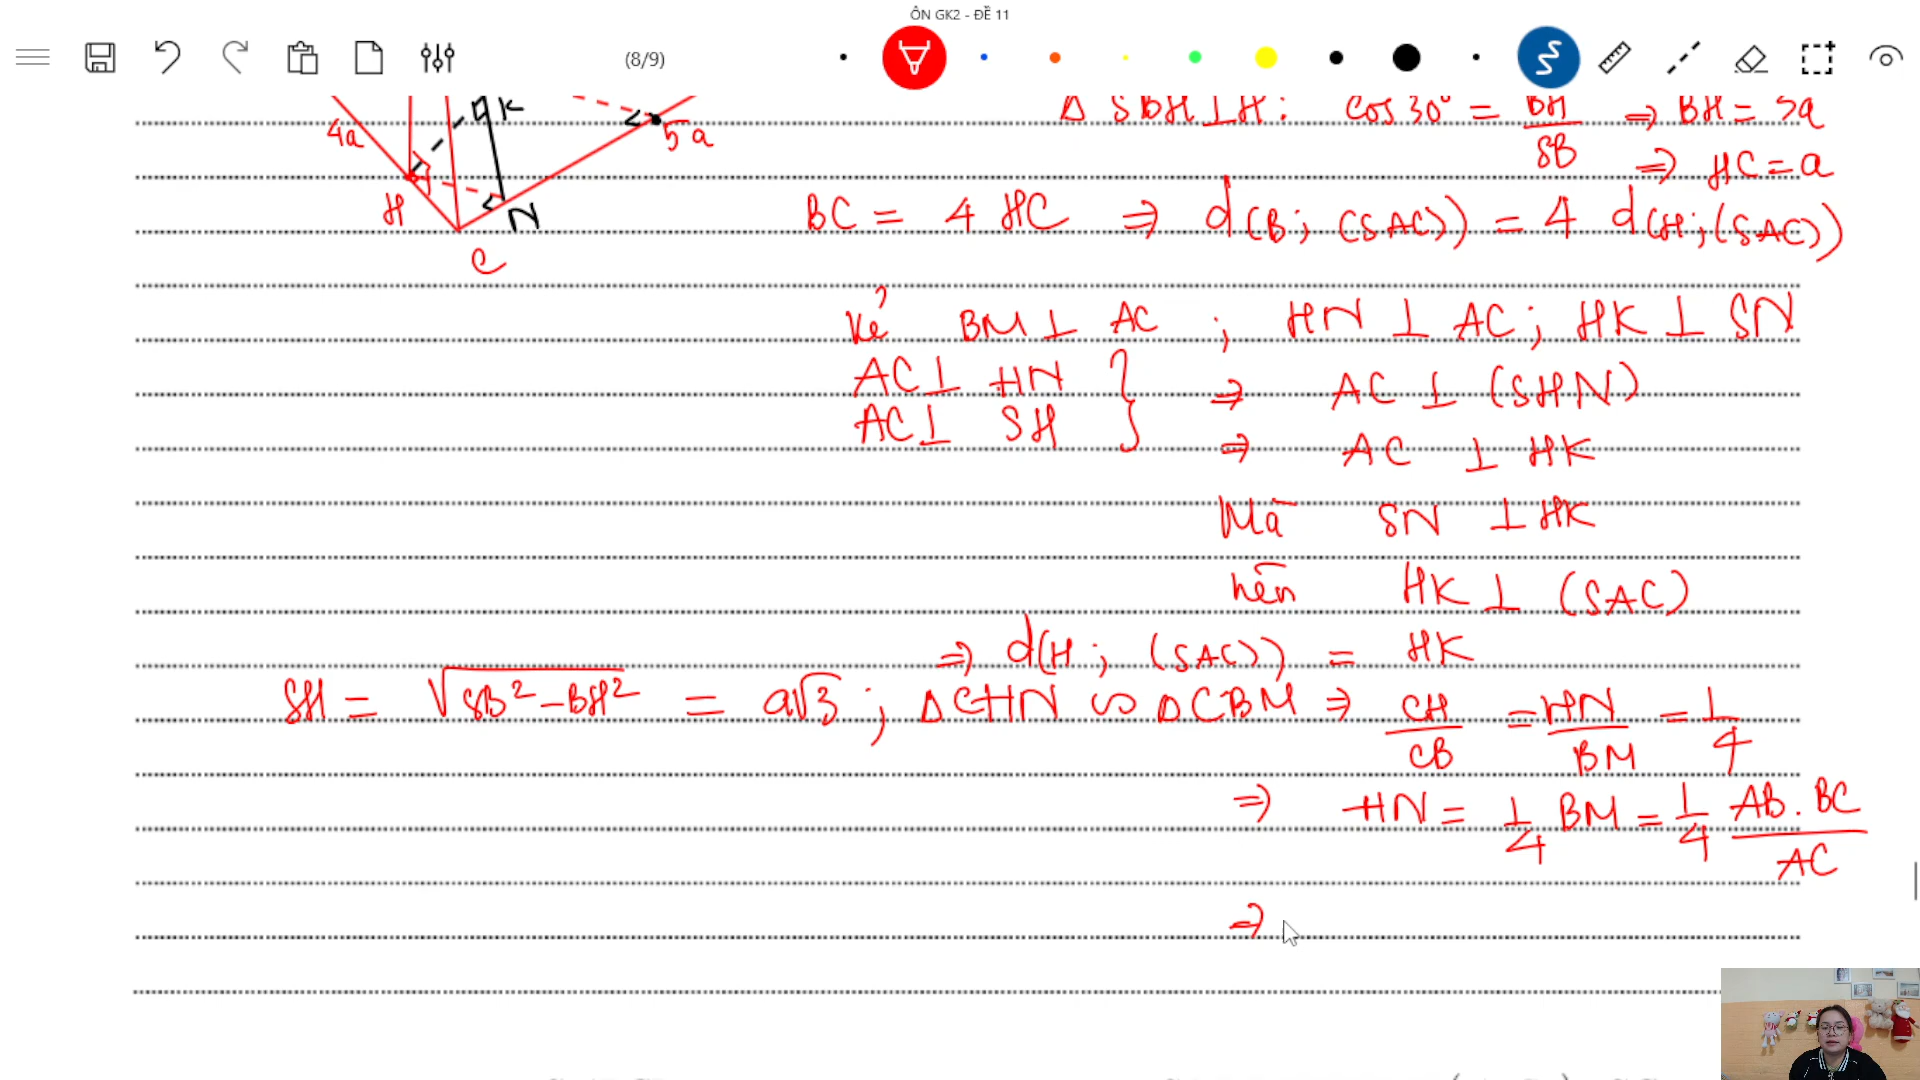 ÔN GK2 - ĐỀ 11
(8/9)
4a
K
5a
H
N
C
Δ SBH ⊥ H : cos 30° = BH/SB ⇒ BH = 3a
⇒ HC = a
BC = 4 HC ⇒ d(B; (SAC)) = 4 d(H; (SAC))
Kẻ BM ⊥ AC ; HN ⊥ AC; HK ⊥ SN
AC ⊥ HN
AC ⊥ SH } ⇒ AC ⊥ (SHN)
⇒ AC ⊥ HK
Mà SN ⊥ HK
nên HK ⊥ (SAC)
⇒ d(H; (SAC)) = HK
SH = √(SB² - BH²) = a√3 ; Δ CHN ∽ Δ CBM ⇒ CH/CB = HN/BM = 1/4
⇒ HN = 1/4 BM = 1/4 AB.BC/AC
⇒